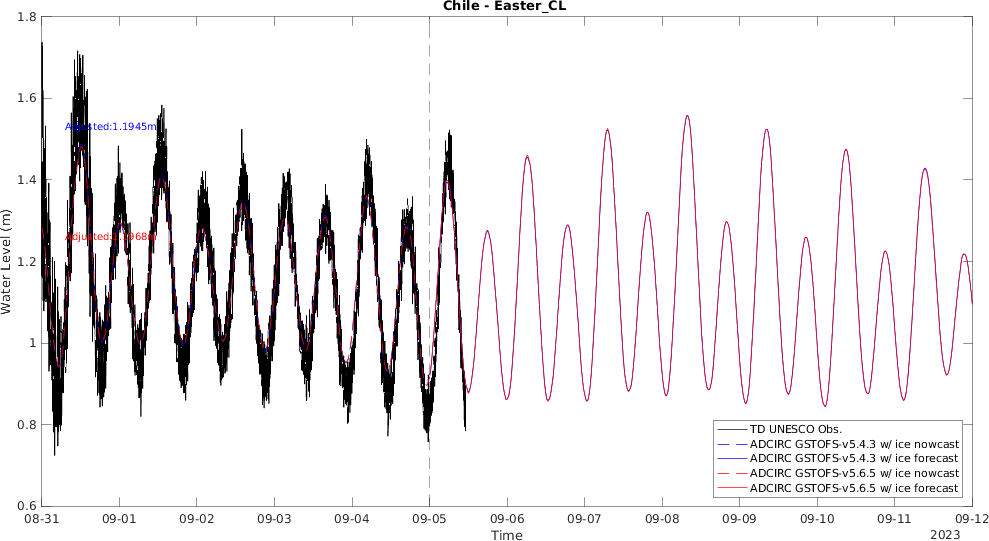 Chile - Easter_CL
1.8
1.6
1.4
1.2
1
0.8
0.6
Water Level (m)
Adjusted:1.1945m
TD UNESCO Obs.
ADCIRC GSTOFS-v5.4.3 w/ ice nowcast
ADCIRC GSTOFS-v5.4.3 w/ ice forecast
ADCIRC GSTOFS-v5.6.5 w/ ice nowcast
ADCIRC GSTOFS-v5.6.5 w/ ice forecast
08-31 09-01 09-02 09-03 09-04 09-05 09-06 09-07 09-08 09-09 09-10 09-11 09-12
Time
2023